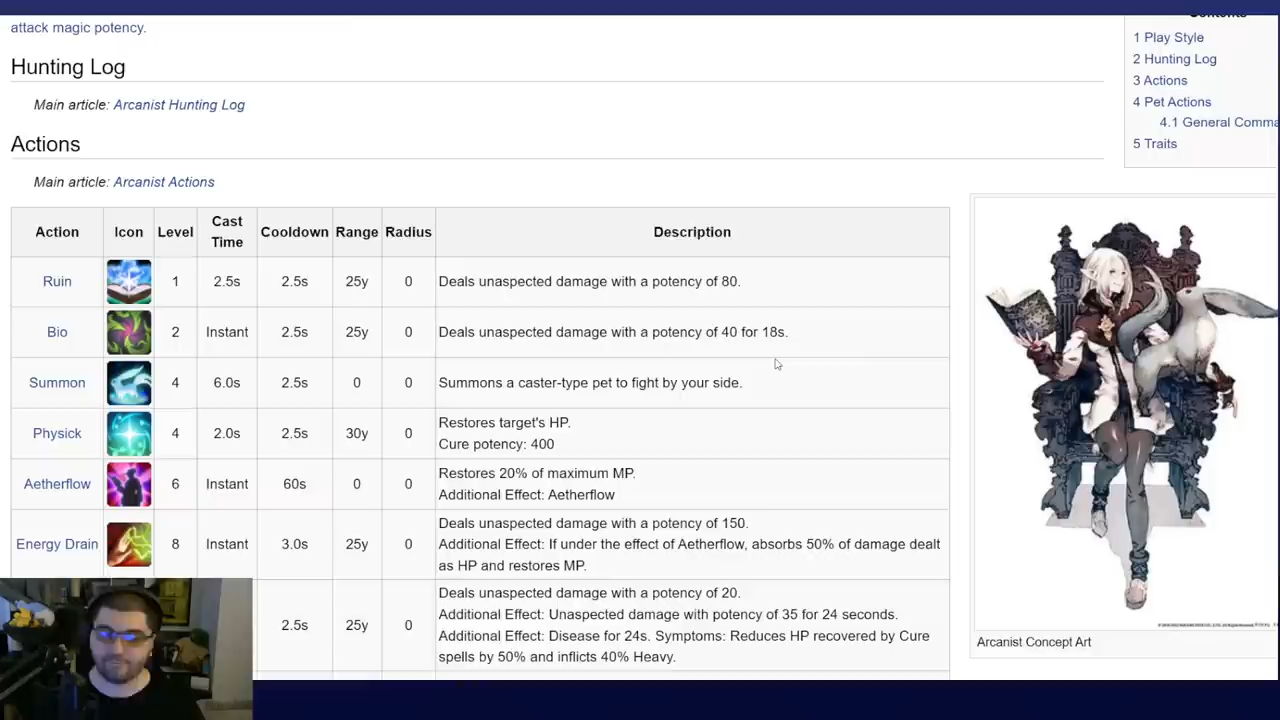 attack magic potency.
Hunting Log
Main article: Arcanist Hunting Log
Actions
Main article: Arcanist Actions
Action Icon Level Cast Time Cooldown Range Radius Description
Ruin 1 2.5s 2.5s 25y 0 Deals unaspected damage with a potency of 80.
Bio 2 Instant 2.5s 25y 0 Deals unaspected damage with a potency of 40 for 18s.
Summon 4 6.0s 2.5s 0 0 Summons a caster-type pet to fight by your side.
Physick 4 2.0s 2.5s 30y 0 Restores target's HP.
Cure potency: 400
Aetherflow 6 Instant 60s 0 0 Restores 20% of maximum MP.
Additional Effect: Aetherflow
Energy Drain 8 Instant 3.0s 25y 0 Deals unaspected damage with a potency of 150.
Additional Effect: If under the effect of Aetherflow, absorbs 50% of damage dealt
as HP and restores MP.
2.5s 25y 0 Deals unaspected damage with a potency of 20.
Additional Effect: Unaspected damage with potency of 35 for 24 seconds.
Additional Effect: Disease for 24s. Symptoms: Reduces HP recovered by Cure
spells by 50% and inflicts 40% Heavy.
Contents
1 Play Style
2 Hunting Log
3 Actions
4 Pet Actions
4.1 General Comma
5 Traits
Arcanist Concept Art